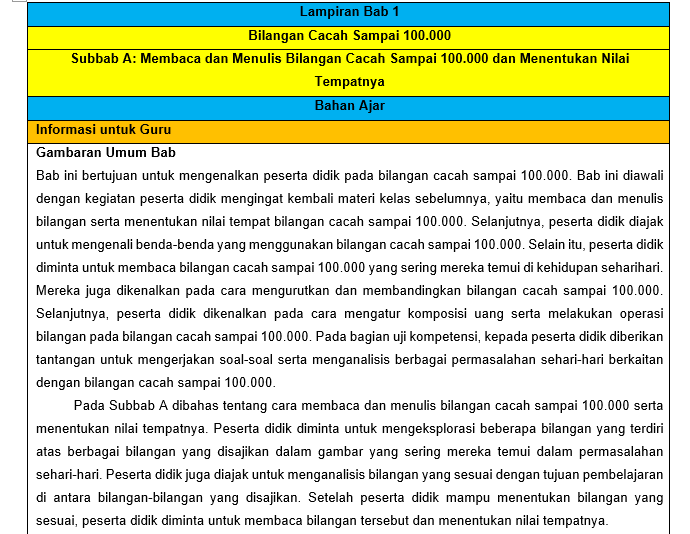 Lampiran Bab 1
Bilangan Cacah Sampai 100.000
Subbab A: Membaca dan Menulis Bilangan Cacah Sampai 100.000 dan Menentukan Nilai
Tempatnya
Bahan Ajar
Informasi untuk Guru
Gambaran Umum Bab
Bab ini bertujuan untuk mengenalkan peserta didik pada bilangan cacah sampai 100.000. Bab ini diawali
dengan kegiatan peserta didik mengingat kembali materi kelas sebelumnya, yaitu membaca dan menulis
bilangan serta menentukan nilai tempat bilangan cacah sampai 100.000. Selanjutnya, peserta didik diajak
untuk mengenali benda-benda yang menggunakan bilangan cacah sampai 100.000. Selain itu, peserta didik
diminta untuk membaca bilangan cacah sampai 100.000 yang sering mereka temui di kehidupan seharihari.
Mereka juga dikenalkan pada cara mengurutkan dan membandingkan bilangan cacah sampai 100.000.
Selanjutnya, peserta didik dikenalkan pada cara mengatur komposisi uang serta melakukan operasi
bilangan pada bilangan cacah sampai 100.000. Pada bagian uji kompetensi, kepada peserta didik diberikan
tantangan untuk mengerjakan soal-soal serta menganalisis berbagai permasalahan sehari-hari berkaitan
dengan bilangan cacah sampai 100.000.
Pada Subbab A dibahas tentang cara membaca dan menulis bilangan cacah sampai 100.000 serta
menentukan nilai tempatnya. Peserta didik diminta untuk mengeksplorasi beberapa bilangan yang terdiri
atas berbagai bilangan yang disajikan dalam gambar yang sering mereka temui dalam permasalahan
sehari-hari. Peserta didik juga diajak untuk menganalisis bilangan yang sesuai dengan tujuan pembelajaran
di antara bilangan-bilangan yang disajikan. Setelah peserta didik mampu menentukan bilangan yang
sesuai, peserta didik diminta untuk membaca bilangan tersebut dan menentukan nilai tempatnya.